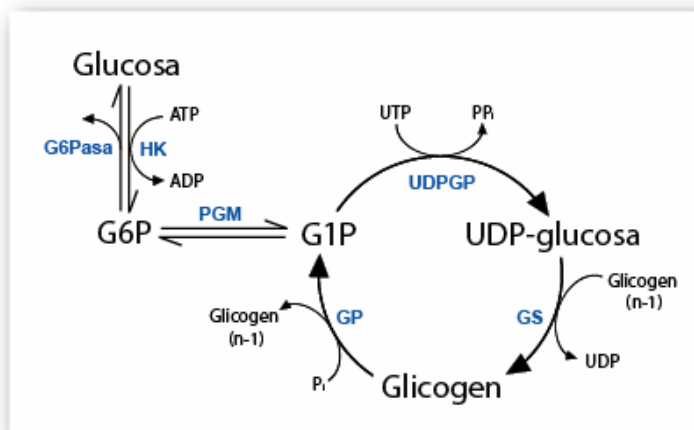 Glucosa
ATP
G6Pasa
HK
ADP
G6P
PGM
G1P
UTP
PPi
UDPGP
UDP-glucosa
Glicogen
(n-1)
GS
UDP
Glicogen
(n-1)
GP
Pi
Glicogen